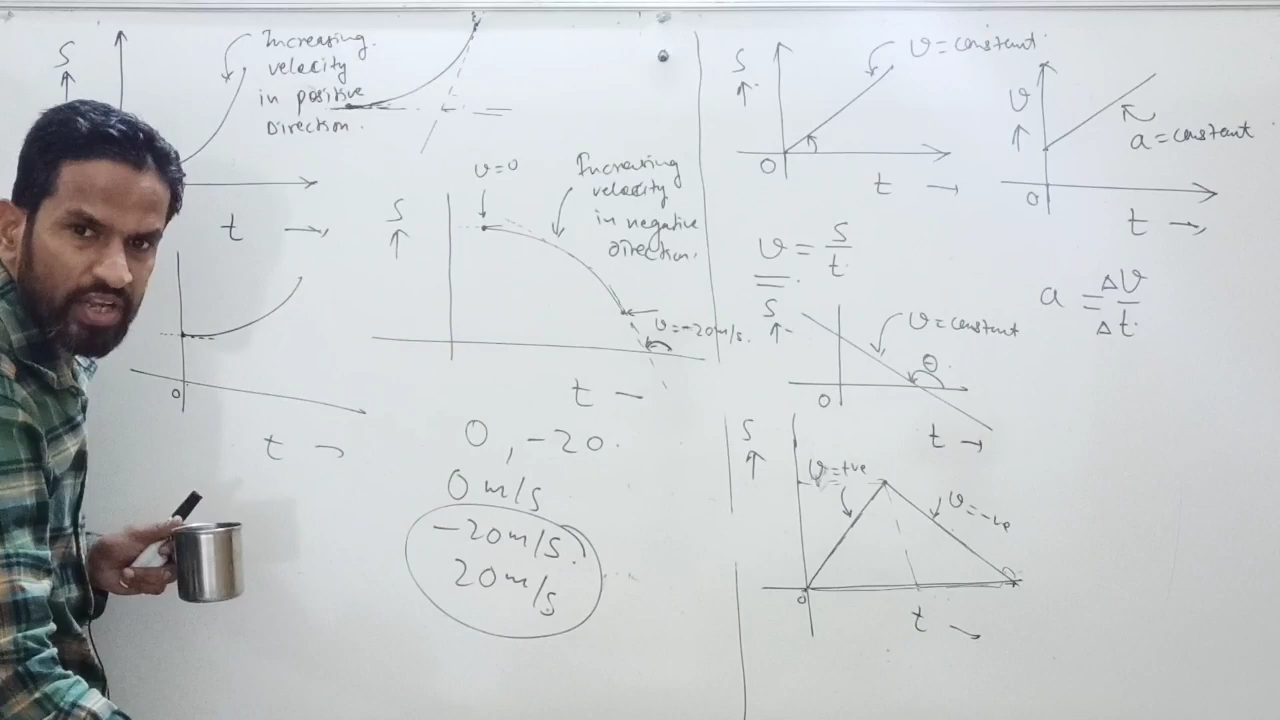 S
↑
Increasing
velocity
in positive
Direction.
t →
0
t →
S
↑
v=0
Increasing
velocity
in negative
Direction.
v=-20m/s.
t –
0, -20.
0 m/s
-20m/s.
20m/s
S
↑
v=constant
0
t →
v
↑
a=constant
0
t →
v = S/t.
a = Δv/Δt.
S
↑
v=constant
θ
0
t →
S
↑
v=+ve
v=-ve
0
t →